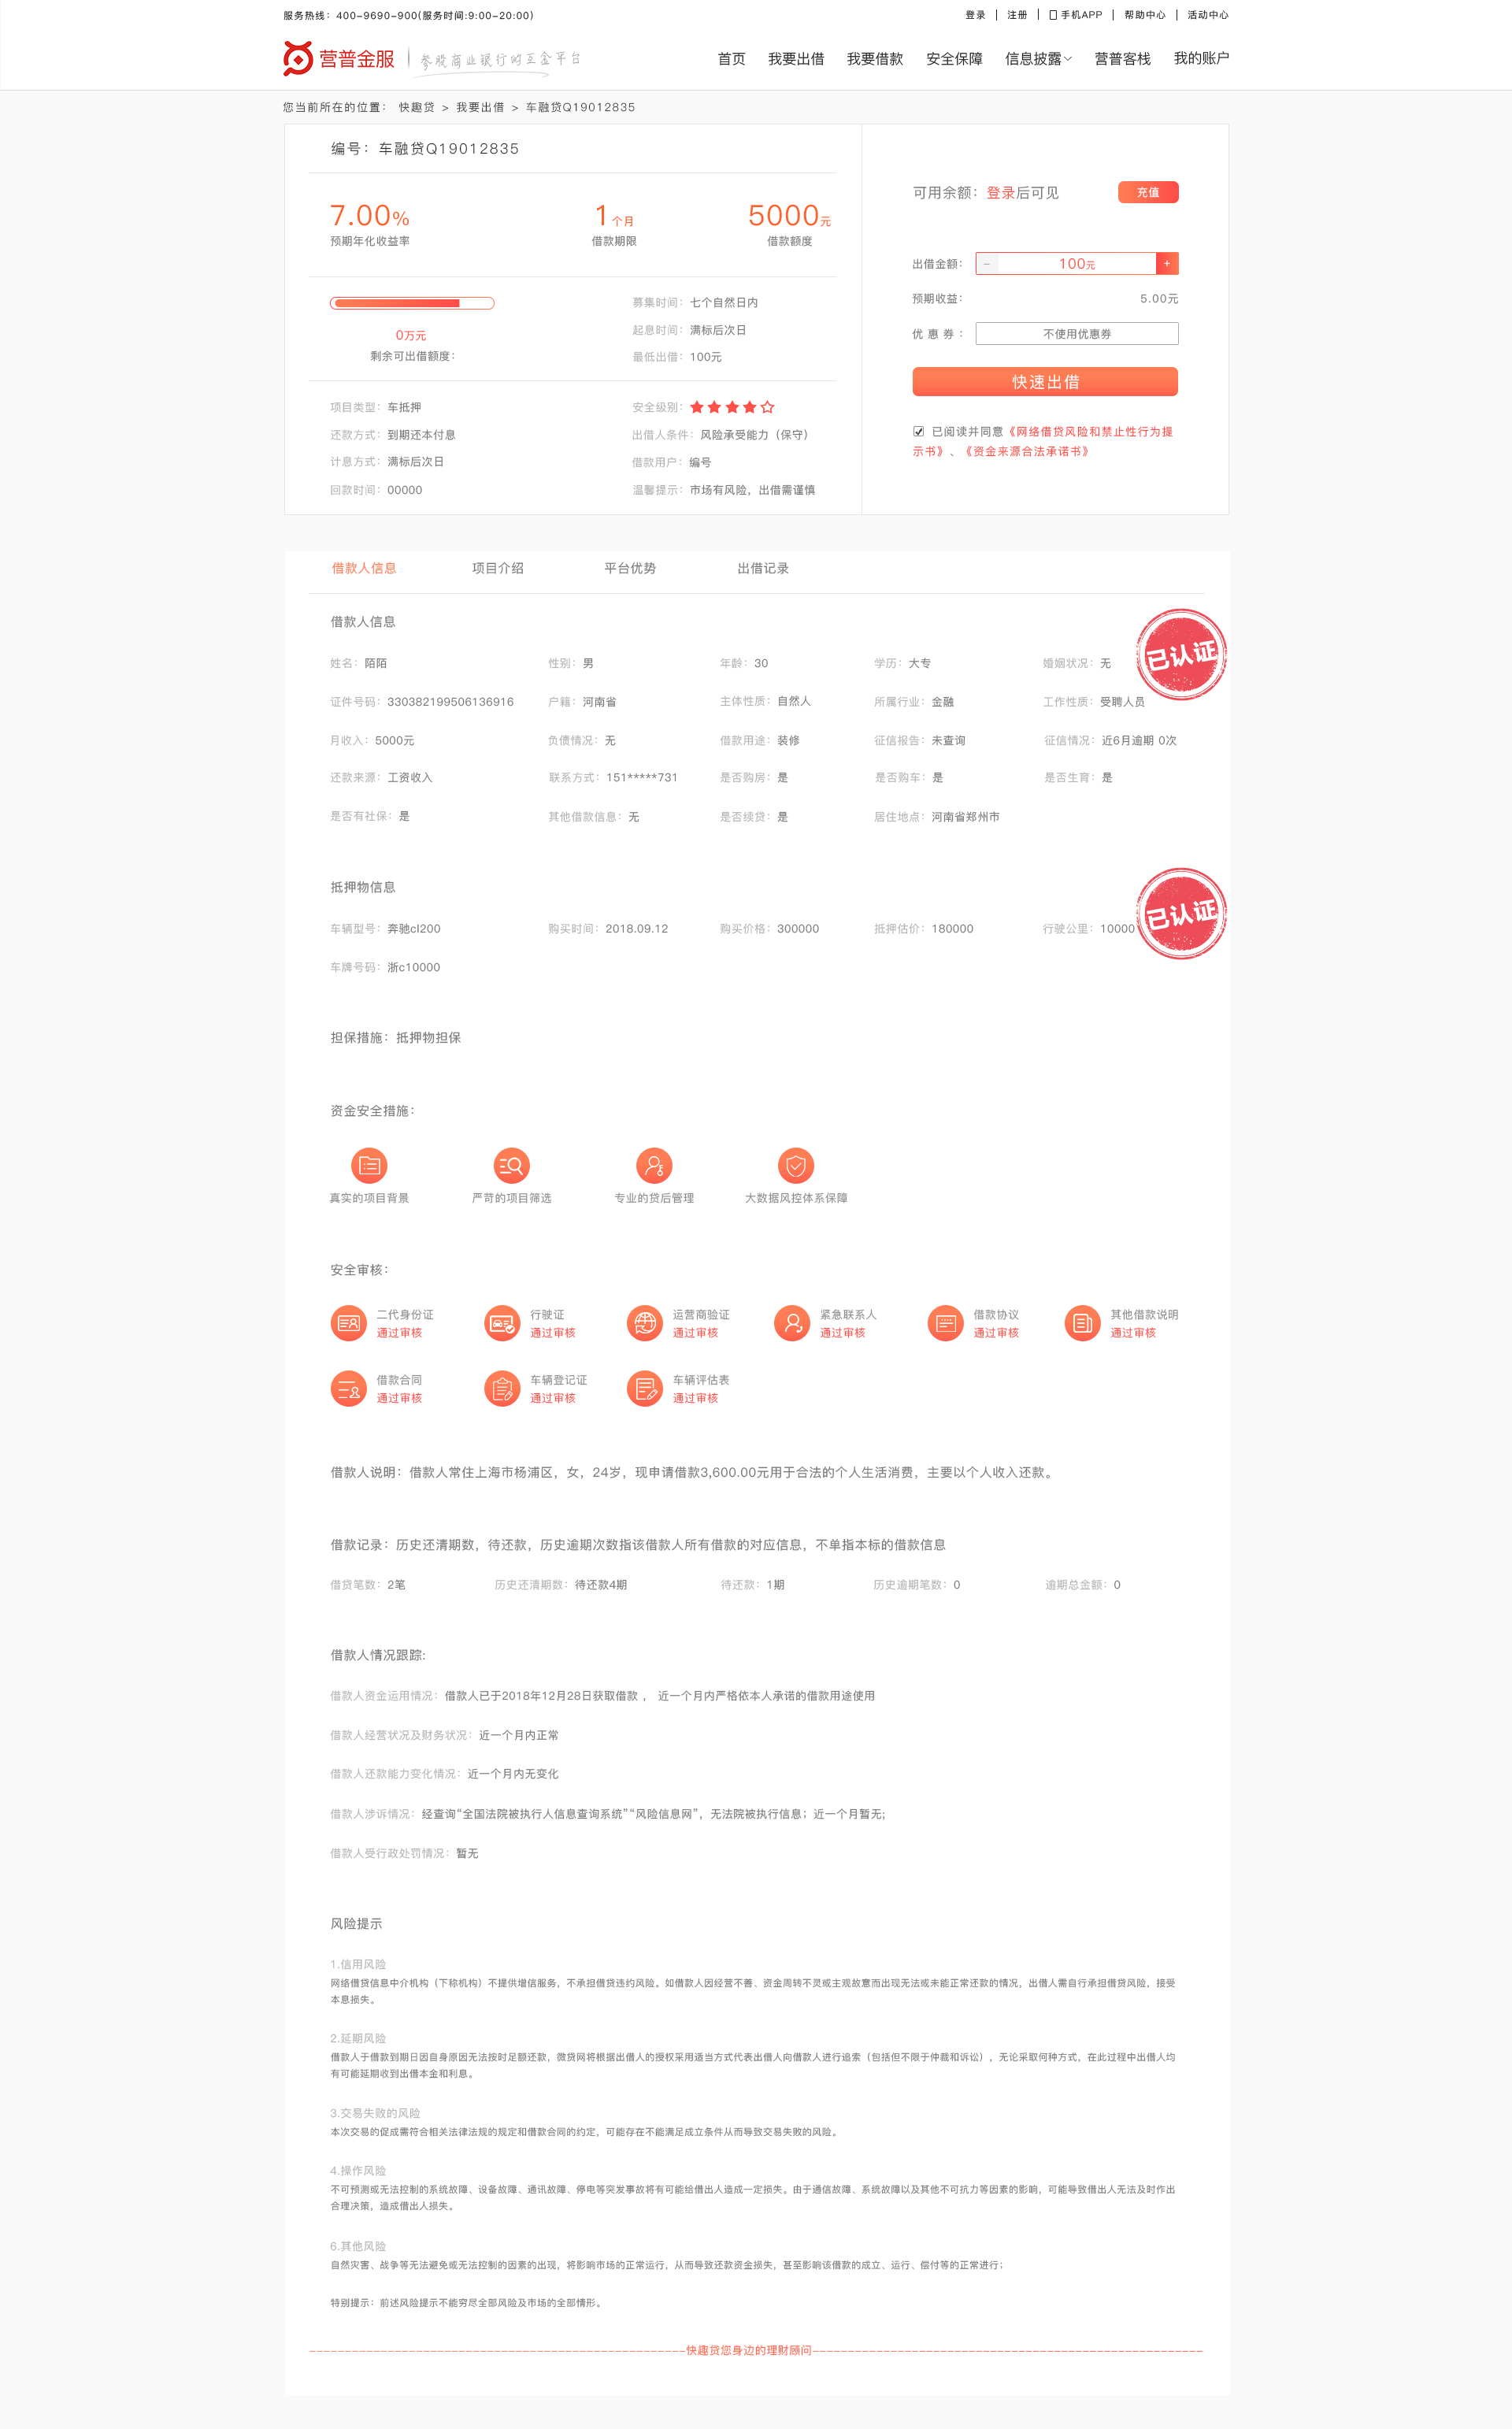 服务热线：400-9690-900(服务时间:9:00-20:00)
登录 | 注册 | 手机APP | 帮助中心 | 活动中心
营普金服 参股商业银行的互金平台
首页 我要出借 我要借款 安全保障 信息披露 营普客栈 我的账户
您当前所在的位置： 快趣贷 > 我要出借 > 车融贷Q19012835
编号：车融贷Q19012835
7.00% 1个月 5000元
预期年化收益率 借款期限 借款额度
0万元
剩余可出借额度：
募集时间：七个自然日内
起息时间：满标后次日
最低出借：100元
项目类型：车抵押 安全级别：
还款方式：到期还本付息 出借人条件：风险承受能力（保守）
计息方式：满标后次日 借款用户：编号
回款时间：00000 温馨提示：市场有风险，出借需谨慎
可用余额：登录后可见 充值
出借金额： - 100元 +
预期收益： 5.00元
优惠券： 不使用优惠券
快速出借
已阅读并同意《网络借贷风险和禁止性行为提
示书》、《资金来源合法承诺书》
借款人信息 项目介绍 平台优势 出借记录
借款人信息
已认证
姓名：陌陌 性别：男 年龄：30 学历：大专 婚姻状况：无
证件号码：330382199506136916 户籍：河南省 主体性质：自然人 所属行业：金融 工作性质：受聘人员
月收入：5000元 负债情况：无 借款用途：装修 征信报告：未查询 征信情况：近6月逾期 0次
还款来源：工资收入 联系方式：151*****731 是否购房：是 是否购车：是 是否生育：是
是否有社保：是 其他借款信息：无 是否续贷：是 居住地点：河南省郑州市
抵押物信息
已认证
车辆型号：奔驰cl200 购买时间：2018.09.12 购买价格：300000 抵押估价：180000 行驶公里：10000
车牌号码：浙c10000
担保措施：抵押物担保
资金安全措施：
真实的项目背景 严苛的项目筛选 专业的贷后管理 大数据风控体系保障
安全审核：
二代身份证 行驶证 运营商验证 紧急联系人 借款协议 其他借款说明
通过审核 通过审核 通过审核 通过审核 通过审核 通过审核
借款合同 车辆登记证 车辆评估表
通过审核 通过审核 通过审核
借款人说明：借款人常住上海市杨浦区，女，24岁，现申请借款3,600.00元用于合法的个人生活消费，主要以个人收入还款。
借款记录：历史还清期数，待还款，历史逾期次数指该借款人所有借款的对应信息，不单指本标的借款信息
借贷笔数：2笔 历史还清期数：待还款4期 待还款：1期 历史逾期笔数：0 逾期总金额：0
借款人情况跟踪:
借款人资金运用情况：借款人已于2018年12月28日获取借款 ， 近一个月内严格依本人承诺的借款用途使用
借款人经营状况及财务状况：近一个月内正常
借款人还款能力变化情况：近一个月内无变化
借款人涉诉情况：经查询“全国法院被执行人信息查询系统”“风险信息网”，无法院被执行信息；近一个月暂无;
借款人受行政处罚情况：暂无
风险提示
1.信用风险
网络借贷信息中介机构（下称机构）不提供增信服务，不承担借贷违约风险。如借款人因经营不善、资金周转不灵或主观故意而出现无法或未能正常还款的情况，出借人需自行承担借贷风险，接受
本息损失。
2.延期风险
借款人于借款到期日因自身原因无法按时足额还款，微贷网将根据出借人的授权采用适当方式代表出借人向借款人进行追索（包括但不限于仲裁和诉讼），无论采取何种方式，在此过程中出借人均
有可能延期收到出借本金和利息。
3.交易失败的风险
本次交易的促成需符合相关法律法规的规定和借款合同的约定，可能存在不能满足成立条件从而导致交易失败的风险。
4.操作风险
不可预测或无法控制的系统故障、设备故障、通讯故障、停电等突发事故将有可能给借出人造成一定损失。由于通信故障、系统故障以及其他不可抗力等因素的影响，可能导致借出人无法及时作出
合理决策，造成借出人损失。
6.其他风险
自然灾害、战争等无法避免或无法控制的因素的出现，将影响市场的正常运行，从而导致还款资金损失，甚至影响该借款的成立、运行、偿付等的正常进行；
特别提示：前述风险提示不能穷尽全部风险及市场的全部情形。
快趣贷您身边的理财顾问